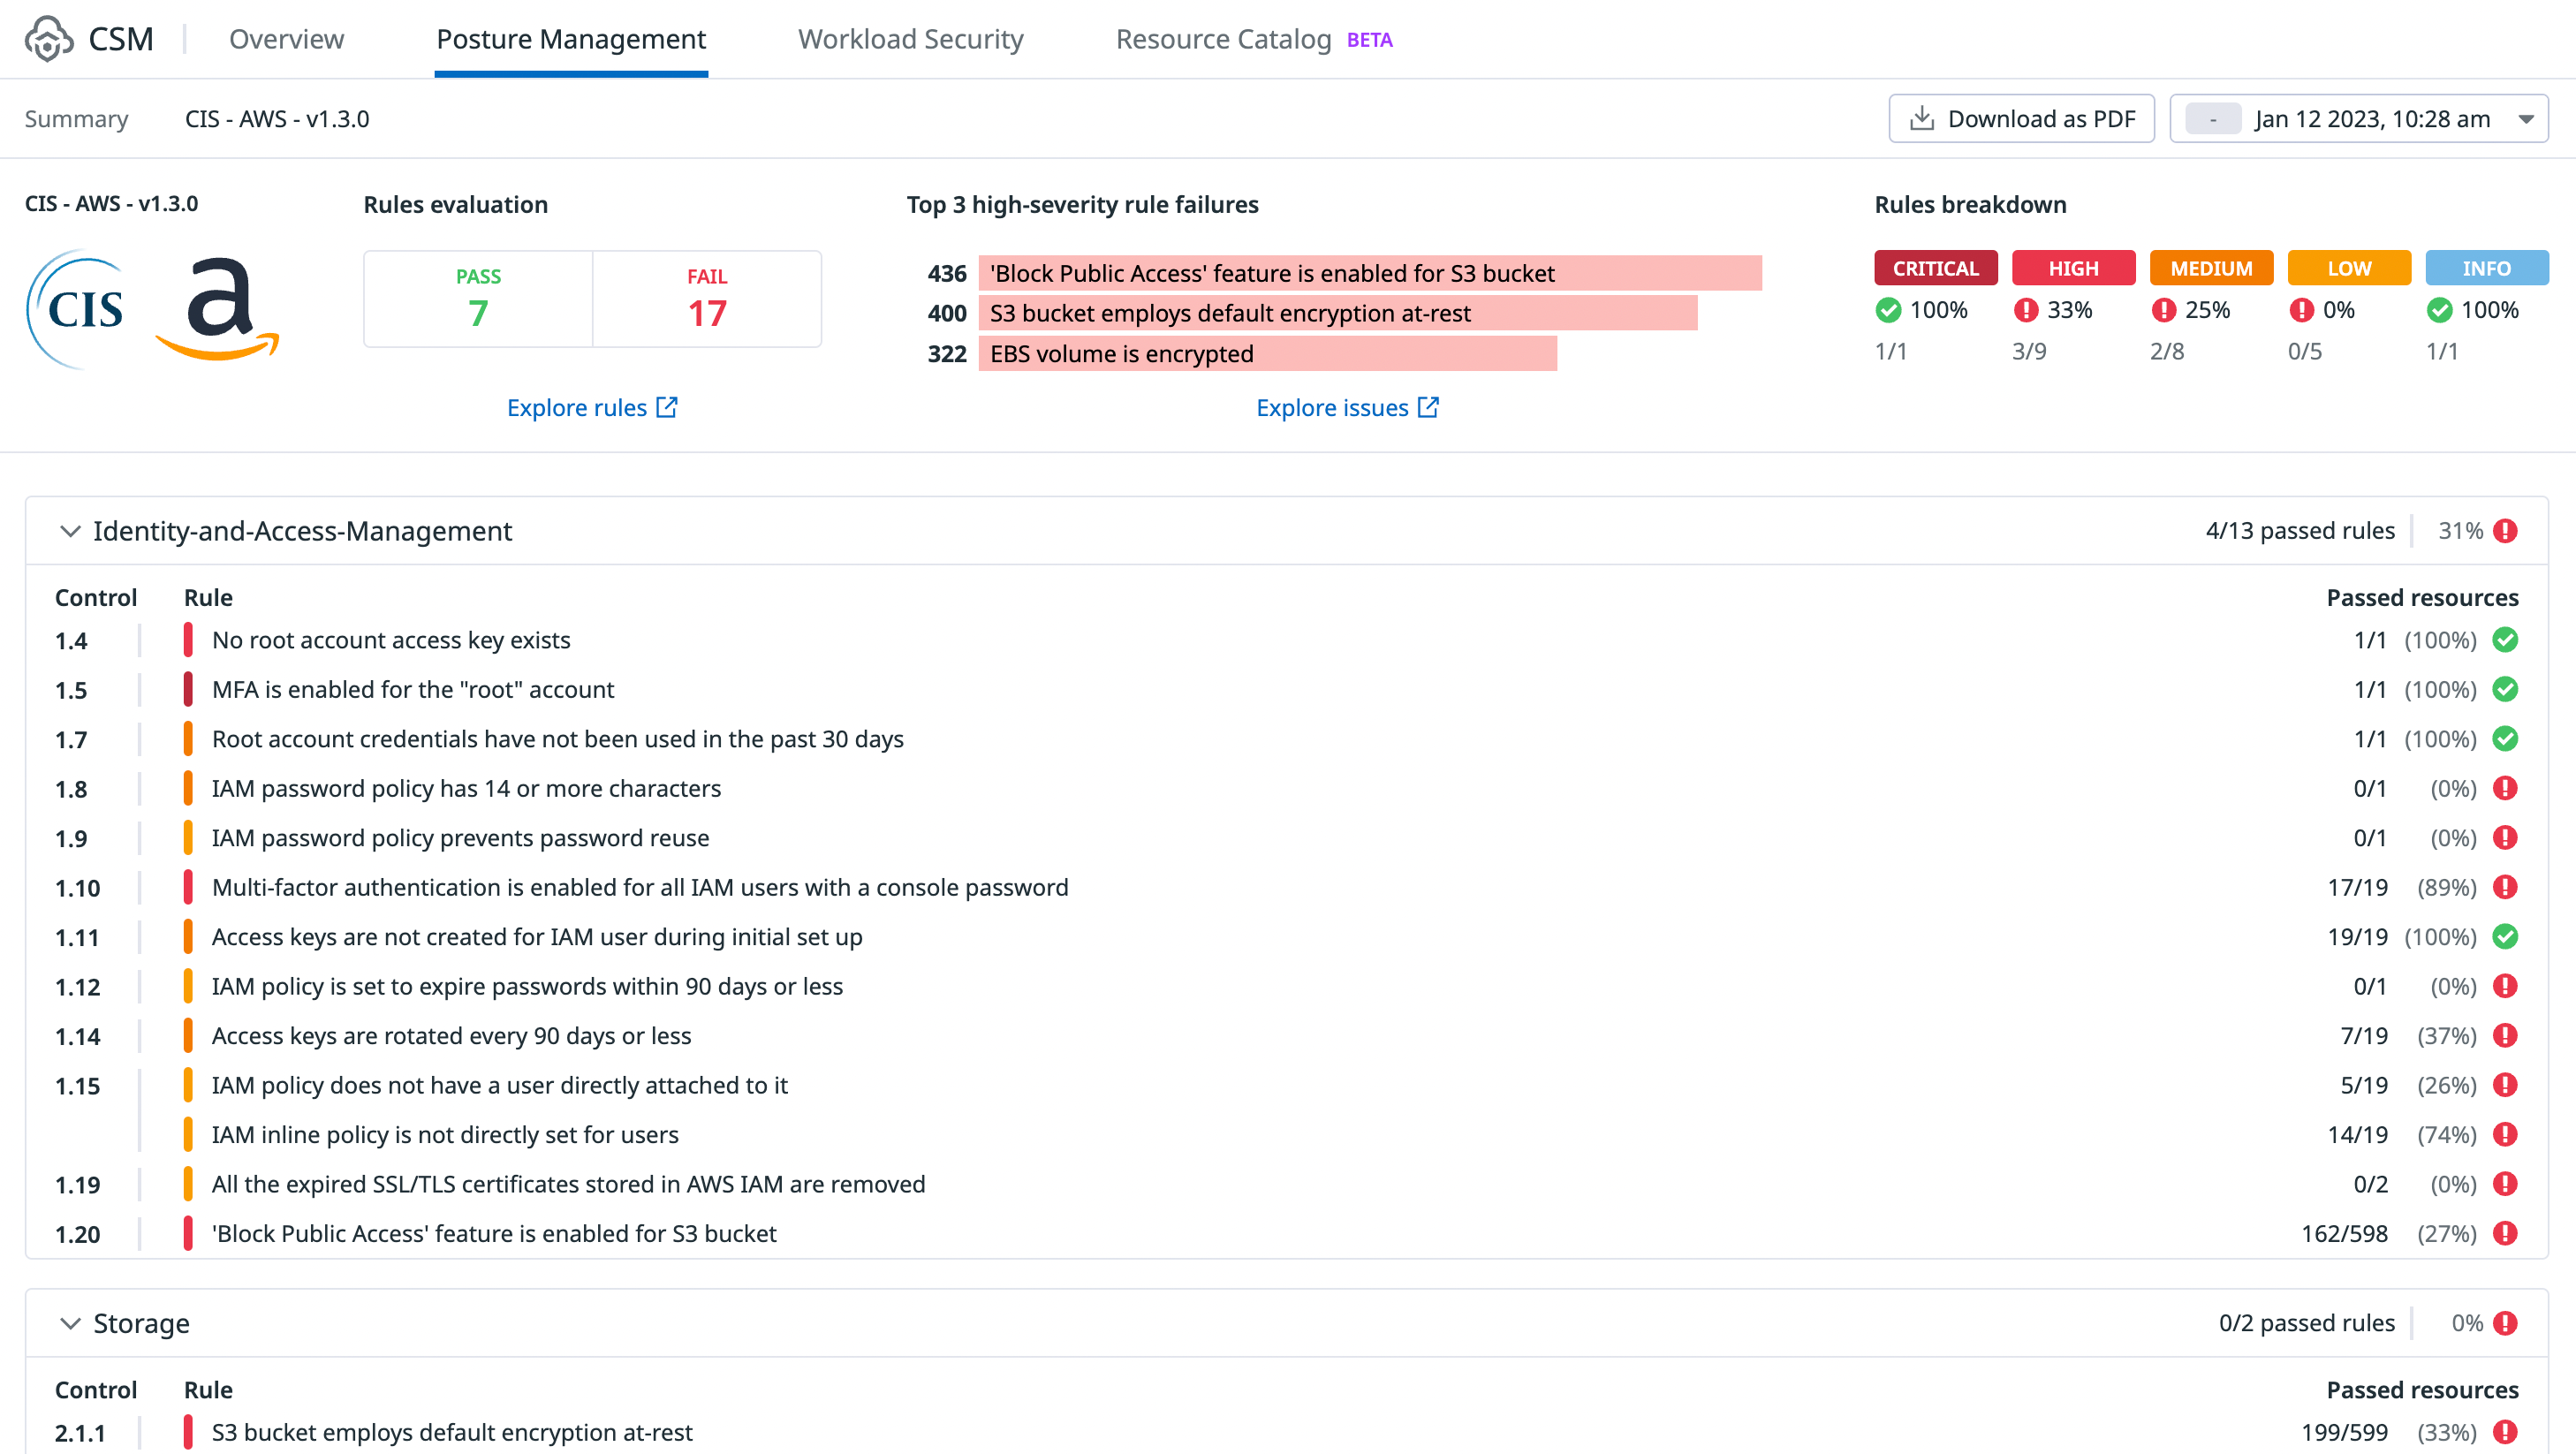 CSM Overview Posture Management Workload Security Resource Catalog BETA
Summary CIS - AWS - v1.3.0 Download as PDF - Jan 12 2023, 10:28 am
CIS - AWS - v1.3.0 Rules evaluation Top 3 high-severity rule failures Rules breakdown
CIS a
PASS FAIL
7 17
Explore rules
436 'Block Public Access' feature is enabled for S3 bucket
400 S3 bucket employs default encryption at-rest
322 EBS volume is encrypted
Explore issues
CRITICAL HIGH MEDIUM LOW INFO
100% 33% 25% 0% 100%
1/1 3/9 2/8 0/5 1/1
Identity-and-Access-Management 4/13 passed rules 31%
Control Rule Passed resources
1.4 No root account access key exists 1/1 (100%)
1.5 MFA is enabled for the "root" account 1/1 (100%)
1.7 Root account credentials have not been used in the past 30 days 1/1 (100%)
1.8 IAM password policy has 14 or more characters 0/1 (0%)
1.9 IAM password policy prevents password reuse 0/1 (0%)
1.10 Multi-factor authentication is enabled for all IAM users with a console password 17/19 (89%)
1.11 Access keys are not created for IAM user during initial set up 19/19 (100%)
1.12 IAM policy is set to expire passwords within 90 days or less 0/1 (0%)
1.14 Access keys are rotated every 90 days or less 7/19 (37%)
1.15 IAM policy does not have a user directly attached to it 5/19 (26%)
IAM inline policy is not directly set for users 14/19 (74%)
1.19 All the expired SSL/TLS certificates stored in AWS IAM are removed 0/2 (0%)
1.20 'Block Public Access' feature is enabled for S3 bucket 162/598 (27%)
Storage 0/2 passed rules 0%
Control Rule Passed resources
2.1.1 S3 bucket employs default encryption at-rest 199/599 (33%)